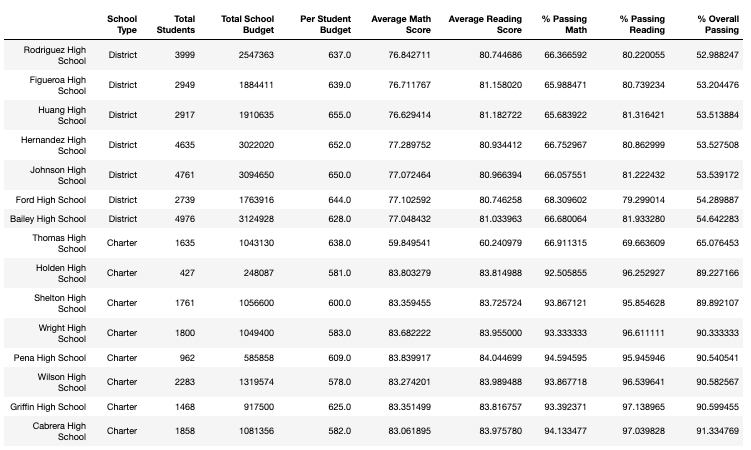 School Type Total Students Total School Budget Per Student Budget Average Math Score Average Reading Score % Passing Math % Passing Reading % Overall Passing
Rodriguez High School District 3999 2547363 637.0 76.842711 80.744686 66.366592 80.220055 52.988247
Figueroa High School District 2949 1884411 639.0 76.711767 81.158020 65.988471 80.739234 53.204476
Huang High School District 2917 1910635 655.0 76.629414 81.182722 65.683922 81.316421 53.513884
Hernandez High School District 4635 3022020 652.0 77.289752 80.934412 66.752967 80.862999 53.527508
Johnson High School District 4761 3094650 650.0 77.072464 80.966394 66.057551 81.222432 53.539172
Ford High School District 2739 1763916 644.0 77.102592 80.746258 68.309602 79.299014 54.289887
Bailey High School District 4976 3124928 628.0 77.048432 81.033963 66.680064 81.933280 54.642283
Thomas High School Charter 1635 1043130 638.0 59.849541 60.240979 66.911315 69.663609 65.076453
Holden High School Charter 427 248087 581.0 83.803279 83.814988 92.505855 96.252927 89.227166
Shelton High School Charter 1761 1056600 600.0 83.359455 83.725724 93.867121 95.854628 89.892107
Wright High School Charter 1800 1049400 583.0 83.682222 83.955000 93.333333 96.611111 90.333333
Pena High School Charter 962 585858 609.0 83.839917 84.044699 94.594595 95.945946 90.540541
Wilson High School Charter 2283 1319574 578.0 83.274201 83.989488 93.867718 96.539641 90.582567
Griffin High School Charter 1468 917500 625.0 83.351499 83.816757 93.392371 97.138965 90.599455
Cabrera High School Charter 1858 1081356 582.0 83.061895 83.975780 94.133477 97.039828 91.334769